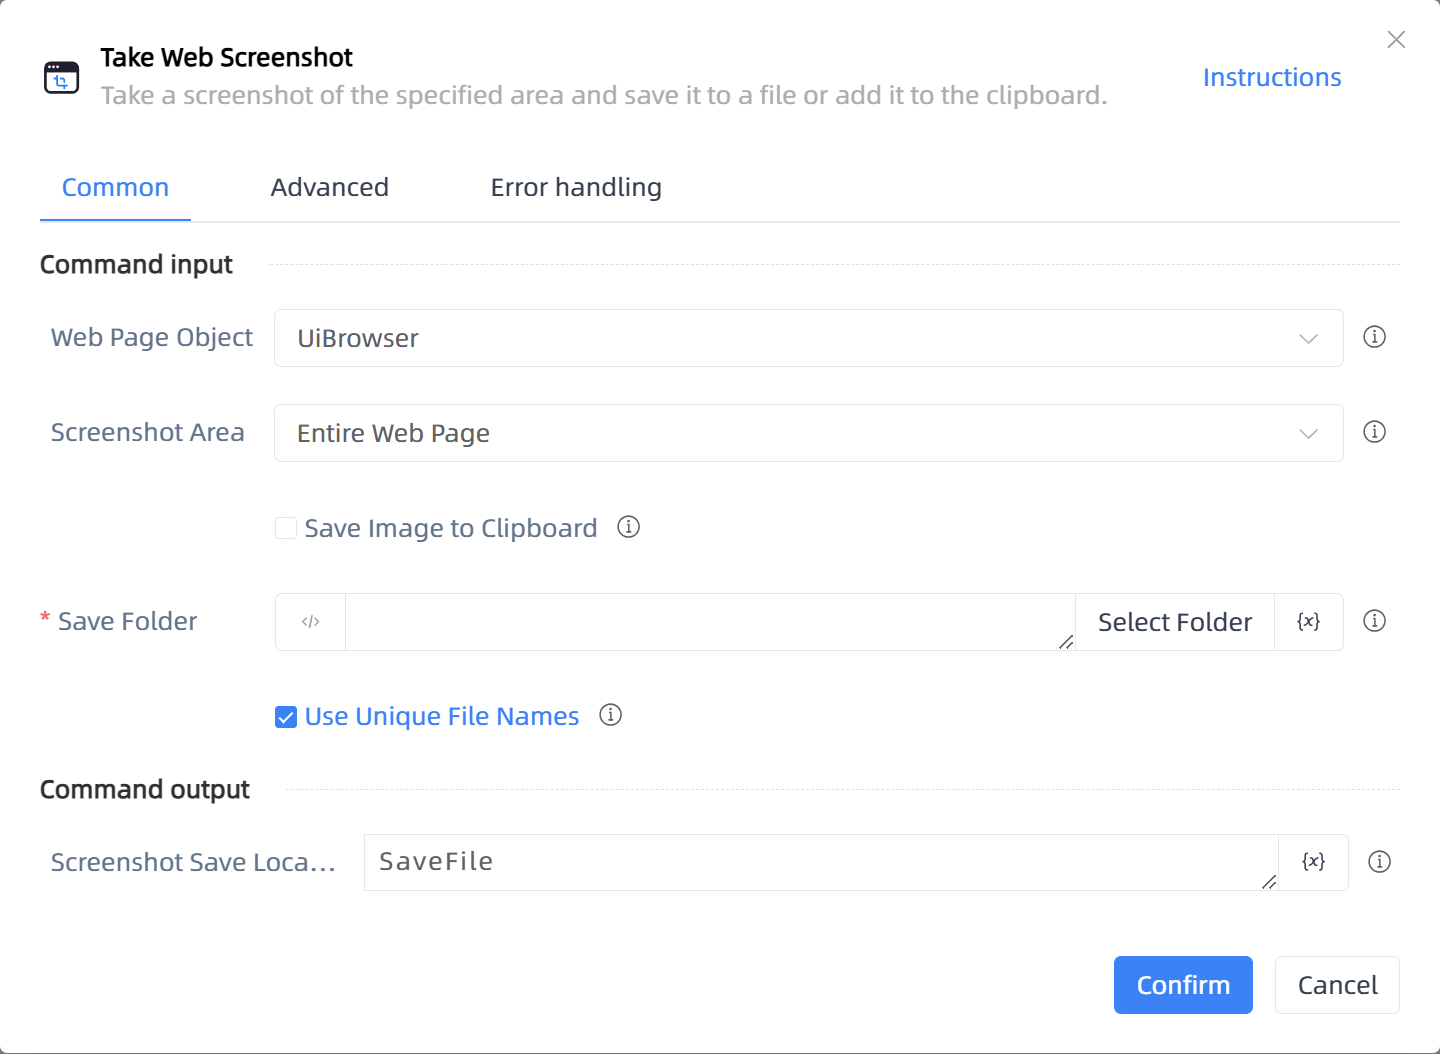 Take Web Screenshot
Take a screenshot of the specified area and save it to a file or add it to the clipboard.
Instructions
Common
Advanced
Error handling
Command input
Web Page Object
UiBrowser
Screenshot Area
Entire Web Page
Save Image to Clipboard
* Save Folder
</>
Select Folder
{x}
Use Unique File Names
Command output
Screenshot Save Loca...
SaveFile
{x}
Confirm
Cancel